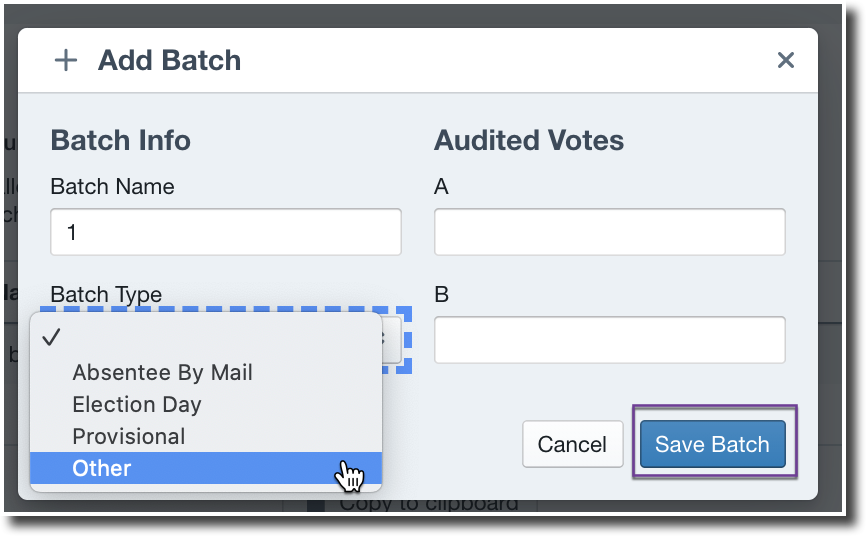 Add Batch
Batch Info
Batch Name
1
Batch Type
Absentee By Mail
Election Day
Provisional
Other
Audited Votes
A
B
Cancel
Save Batch
Copy to clipboard